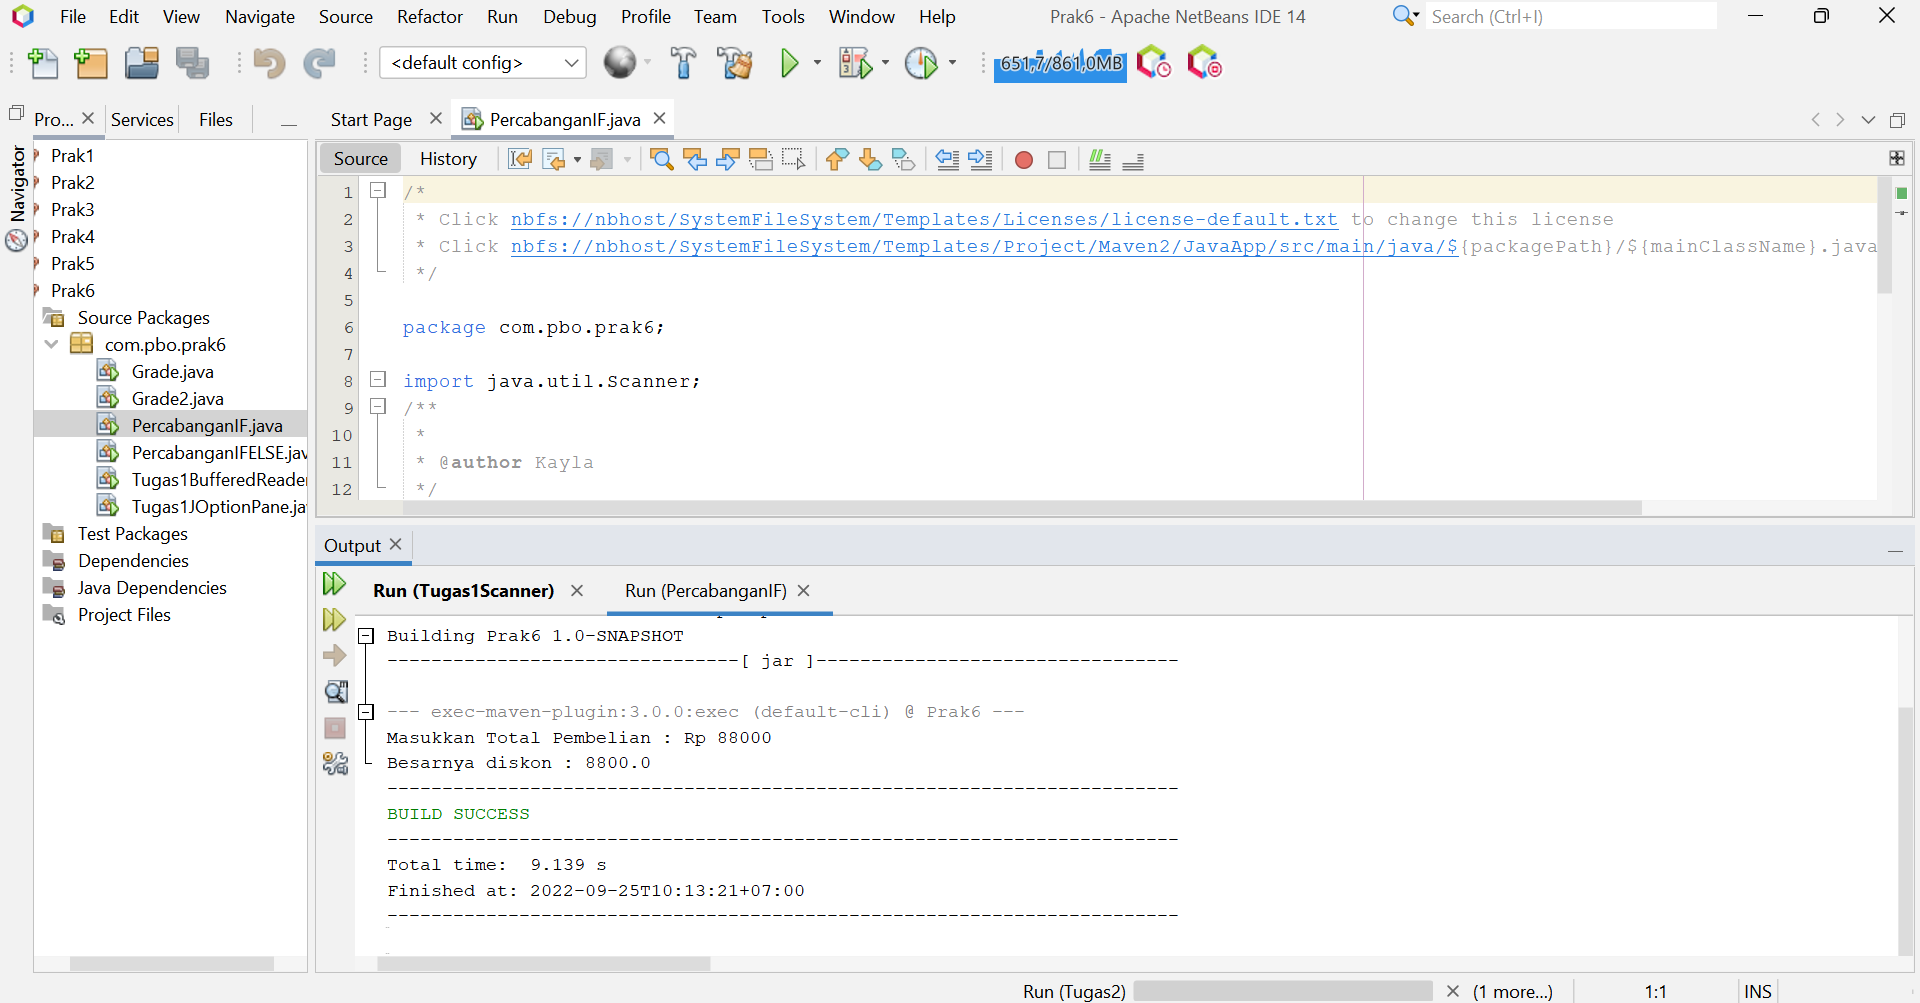 File Edit View Navigate Source Refactor Run Debug Profile Team Tools Window Help
Prak6 - Apache NetBeans IDE 14
Search (Ctrl+I)
<default config>
651,7/861,0MB
Pro... Services Files
Start Page PercabanganIF.java
Navigator
Prak1
Prak2
Prak3
Prak4
Prak5
Prak6
Source Packages
com.pbo.prak6
Grade.java
Grade2.java
PercabanganIF.java
PercabanganIFELSE.jav
Tugas1BufferedReade
Tugas1JOptionPane.ja
Test Packages
Dependencies
Java Dependencies
Project Files
Source History
1 /*
2 * Click nbfs://nbhost/SystemFileSystem/Templates/Licenses/license-default.txt to change this license
3 * Click nbfs://nbhost/SystemFileSystem/Templates/Project/Maven2/JavaApp/src/main/java/${packagePath}/${mainClassName}.java
4 */
5
6 package com.pbo.prak6;
7
8 import java.util.Scanner;
9 /**
10 *
11 * @author Kayla
12 */
Output
Run (Tugas1Scanner) Run (PercabanganIF)
Building Prak6 1.0-SNAPSHOT
--------------------------------[ jar ]---------------------------------
--- exec-maven-plugin:3.0.0:exec (default-cli) @ Prak6 ---
Masukkan Total Pembelian : Rp 88000
Besarnya diskon : 8800.0
------------------------------------------------------------------------
BUILD SUCCESS
------------------------------------------------------------------------
Total time: 9.139 s
Finished at: 2022-09-25T10:13:21+07:00
------------------------------------------------------------------------
Run (Tugas2) (1 more...) 1:1 INS